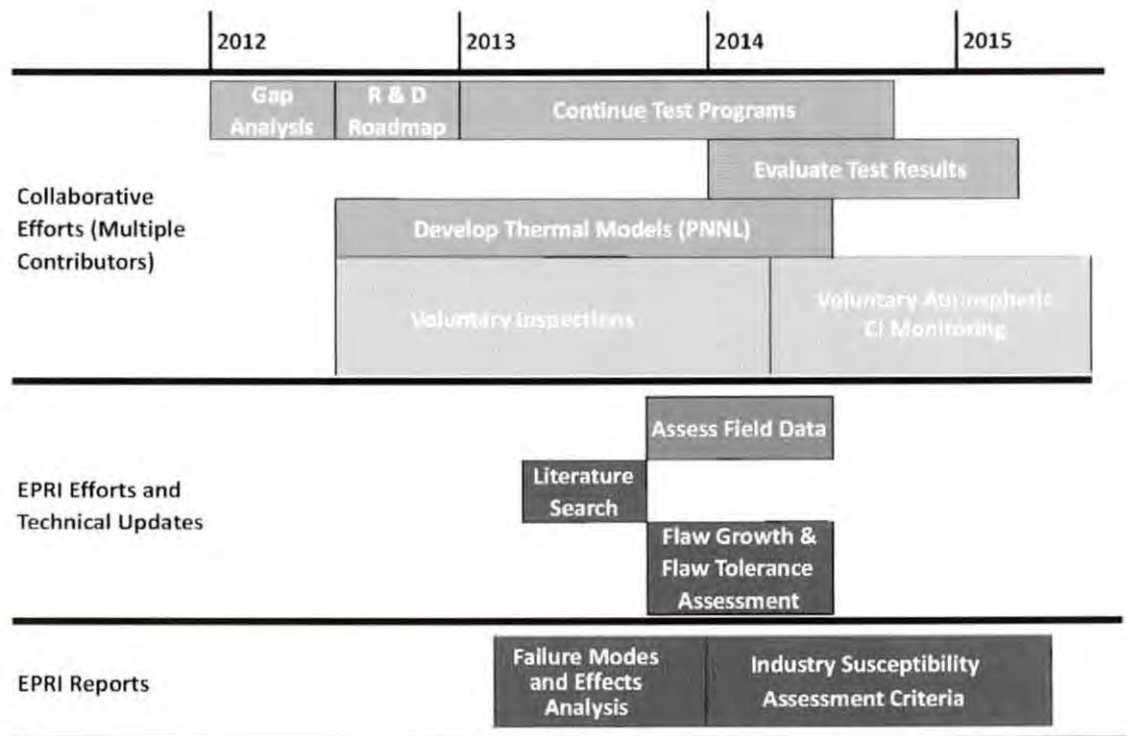 2012
2013
2014
2015
Gap
Analysis
R & D
Roadmap
Continue Test Programs
Evaluate Test Results
Collaborative
Efforts (Multiple
Contributors)
Develop Thermal Models (PNNL)
Voluntary Inspections
Voluntary Atmospheric
Cl Monitoring
Assess Field Data
EPRI Efforts and
Technical Updates
Literature
Search
Flaw Growth &
Flaw Tolerance
Assessment
EPRI Reports
Failure Modes
and Effects
Analysis
Industry Susceptibility
Assessment Criteria